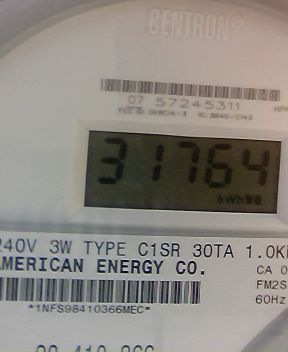 CENTRON®
07 57245311
31764
kWh
240V 3W TYPE C1SR 30TA 1.0K
AMERICAN ENERGY CO.
CA 0
FM2S
60Hz
*1NFS98410366MEC*